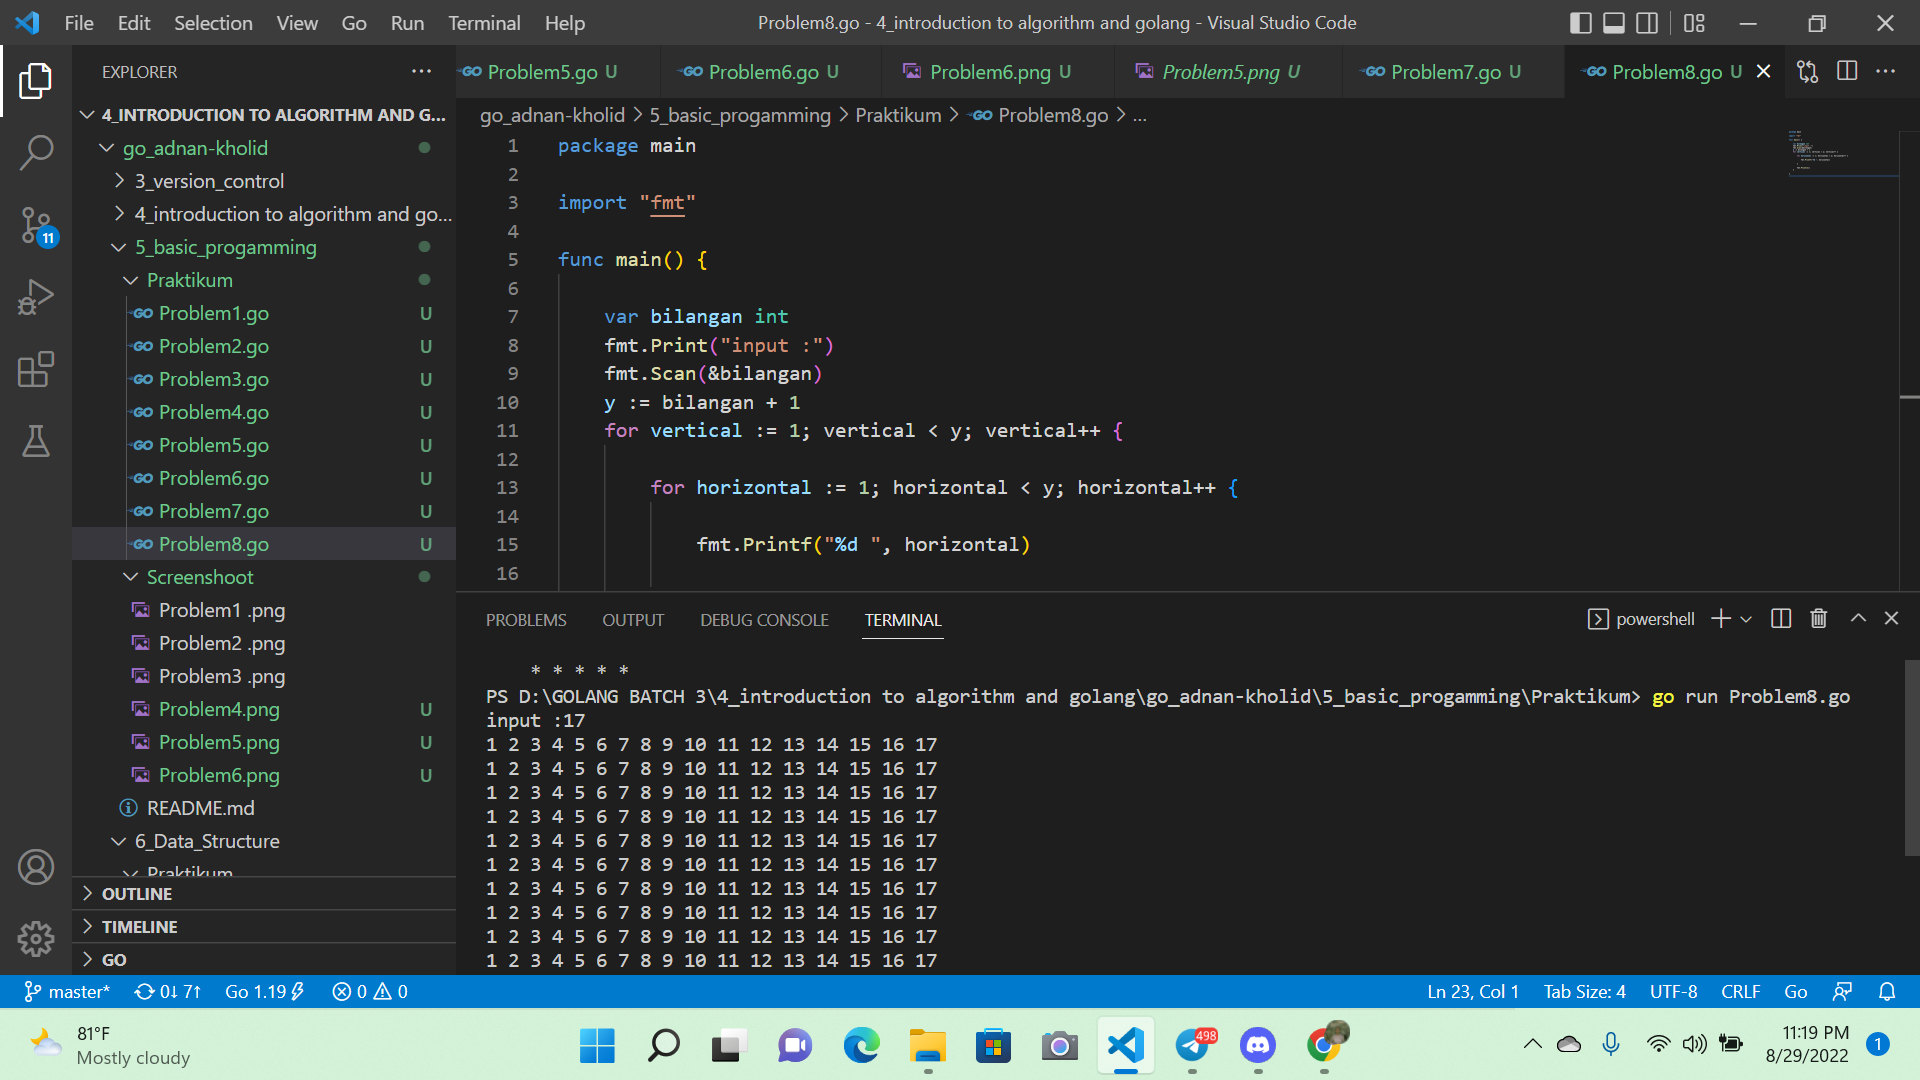 File Edit Selection View Go Run Terminal Help
Problem8.go - 4_introduction to algorithm and golang - Visual Studio Code
EXPLORER
Problem5.go U
Problem6.go U
Problem6.png U
Problem5.png U
Problem7.go U
Problem8.go U
4_INTRODUCTION TO ALGORITHM AND G...
go_adnan-kholid
3_version_control
4_introduction to algorithm and go...
5_basic_progamming
Praktikum
Problem1.go U
Problem2.go U
Problem3.go U
Problem4.go U
Problem5.go U
Problem6.go U
Problem7.go U
Problem8.go U
Screenshoot
Problem1 .png
Problem2 .png
Problem3 .png
Problem4.png U
Problem5.png U
Problem6.png U
README.md
6_Data_Structure
Praktikum
OUTLINE
TIMELINE
GO
11
go_adnan-kholid > 5_basic_progamming > Praktikum > Problem8.go > ...
1 package main
2
3 import "fmt"
4
5 func main() {
6
7 var bilangan int
8 fmt.Print("input :")
9 fmt.Scan(&bilangan)
10 y := bilangan + 1
11 for vertical := 1; vertical < y; vertical++ {
12
13 for horizontal := 1; horizontal < y; horizontal++ {
14
15 fmt.Printf("%d ", horizontal)
16
PROBLEMS OUTPUT DEBUG CONSOLE TERMINAL
powershell
* * * * *
PS D:\GOLANG BATCH 3\4_introduction to algorithm and golang\go_adnan-kholid\5_basic_progamming\Praktikum> go run Problem8.go
input :17
1 2 3 4 5 6 7 8 9 10 11 12 13 14 15 16 17
1 2 3 4 5 6 7 8 9 10 11 12 13 14 15 16 17
1 2 3 4 5 6 7 8 9 10 11 12 13 14 15 16 17
1 2 3 4 5 6 7 8 9 10 11 12 13 14 15 16 17
1 2 3 4 5 6 7 8 9 10 11 12 13 14 15 16 17
1 2 3 4 5 6 7 8 9 10 11 12 13 14 15 16 17
1 2 3 4 5 6 7 8 9 10 11 12 13 14 15 16 17
1 2 3 4 5 6 7 8 9 10 11 12 13 14 15 16 17
1 2 3 4 5 6 7 8 9 10 11 12 13 14 15 16 17
1 2 3 4 5 6 7 8 9 10 11 12 13 14 15 16 17
master* 0↓ 7↑ Go 1.19 0 0
Ln 23, Col 1 Tab Size: 4 UTF-8 CRLF Go
81°F
Mostly cloudy
498
11:19 PM
8/29/2022
1